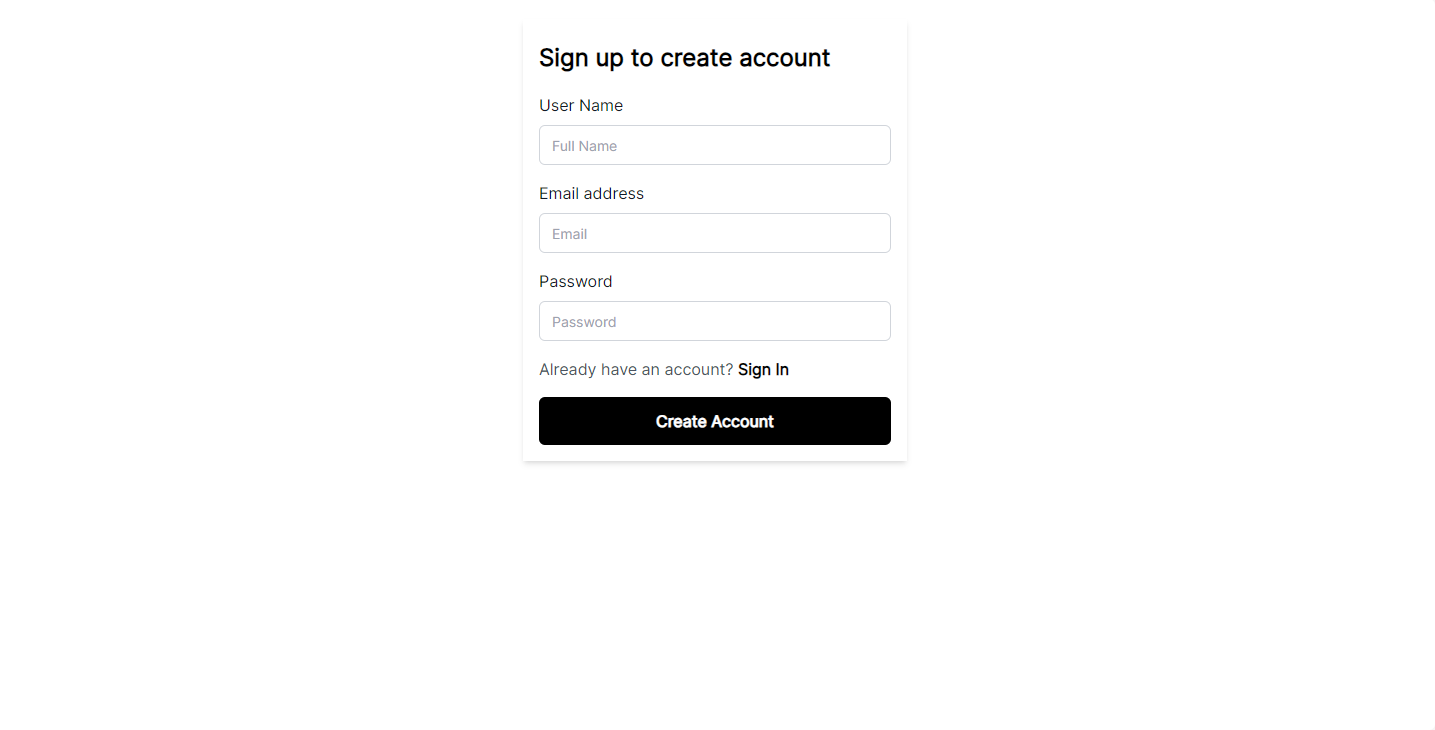 Sign up to create account
User Name
Full Name
Email address
Email
Password
Password
Already have an account? Sign In
Create Account